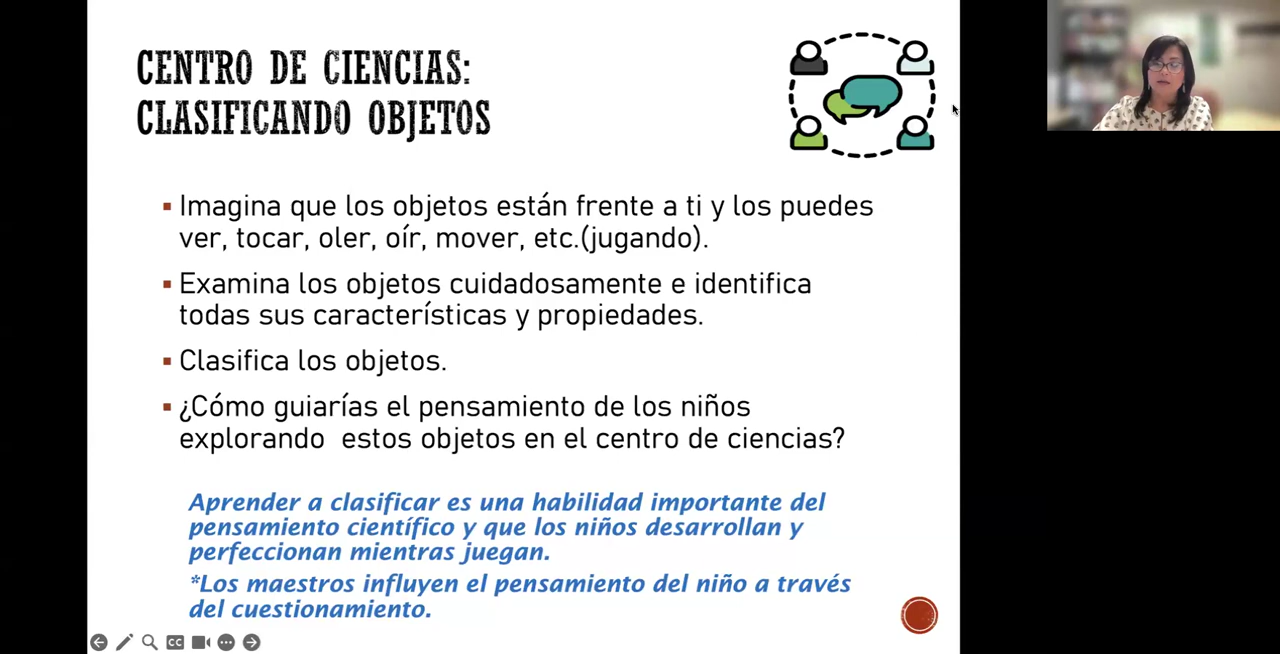 CENTRO DE CIENCIAS:
CLASIFICANDO OBJETOS
▪ Imagina que los objetos están frente a ti y los puedes
ver, tocar, oler, oír, mover, etc.(jugando).
▪ Examina los objetos cuidadosamente e identifica
todas sus características y propiedades.
▪ Clasifica los objetos.
▪ ¿Cómo guiarías el pensamiento de los niños
explorando  estos objetos en el centro de ciencias?
Aprender a clasificar es una habilidad importante del
pensamiento científico y que los niños desarrollan y
perfeccionan mientras juegan.
*Los maestros influyen el pensamiento del niño a través
del cuestionamiento.
CC